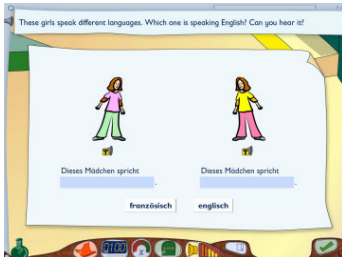 These girls speak different languages. Which one is speaking English? Can you hear it?
Dieses Mädchen spricht
Dieses Mädchen spricht
französisch englisch